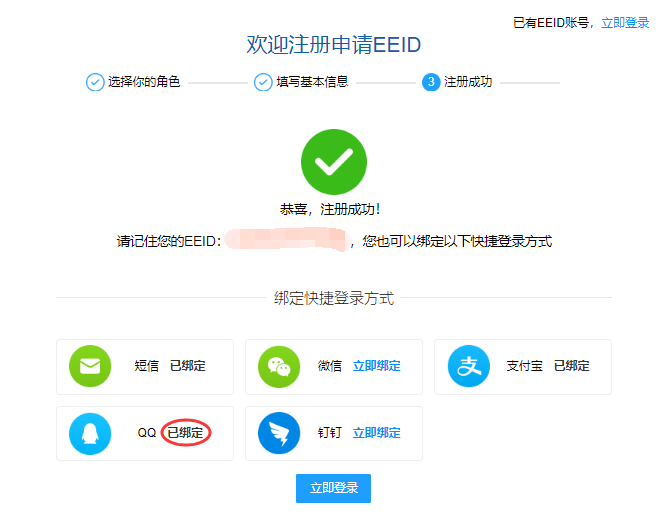 已有EEID账号，立即登录
欢迎注册申请EEID
选择你的角色 填写基本信息 3 注册成功
恭喜，注册成功！
请记住您的EEID： ，您也可以绑定以下快捷登录方式
绑定快捷登录方式
短信 已绑定 微信 立即绑定 支付宝 已绑定
QQ 已绑定 钉钉 立即绑定
立即登录